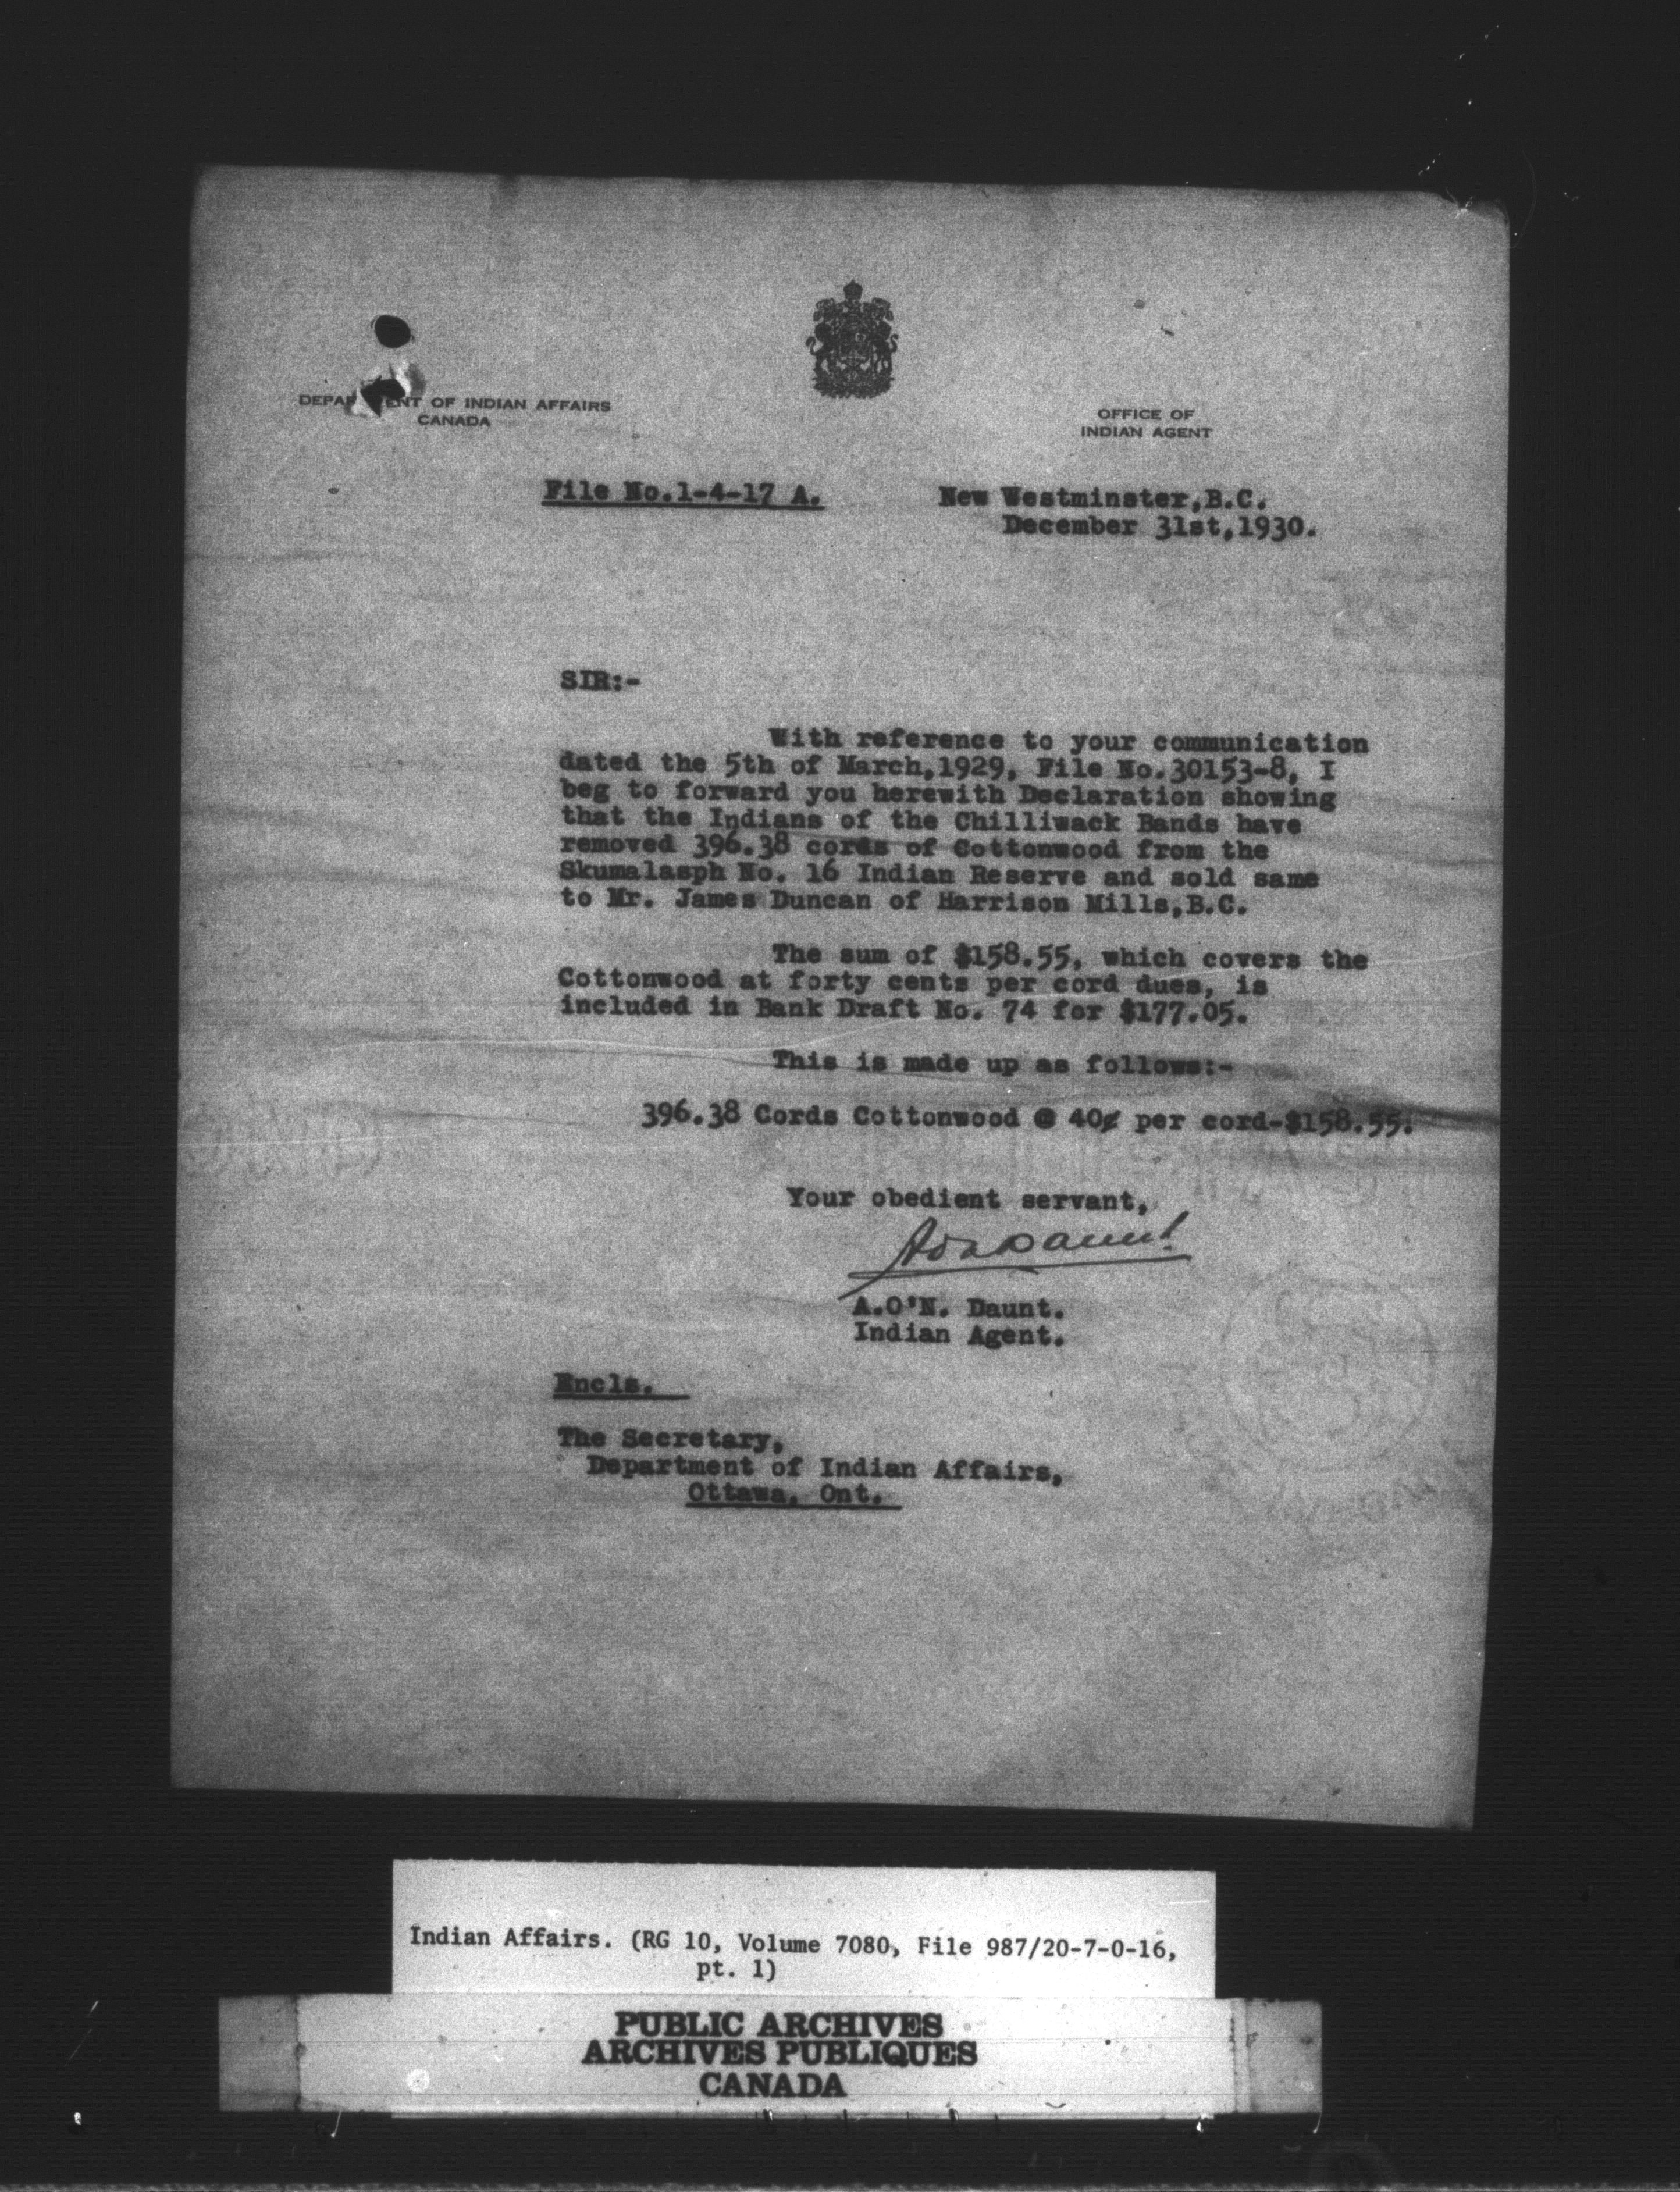 DEPARTMENT OF INDIAN AFFAIRS
CANADA
OFFICE OF
INDIAN AGENT
File No.1-4-17 A.
New Westminster,B.C.
December 31st,1930.
SIR:-
With reference to your communication
dated the 5th of March,1929, File No.30153-8, I
beg to forward you herewith Declaration showing
that the Indians of the Chilliwack Bands have
removed 396.38 cords of Cottonwood from the
Skumalasph No. 16 Indian Reserve and sold same
to Mr. James Duncan of Harrison Mills,B.C.
The sum of $158.55, which covers the
Cottonwood at forty cents per cord dues, is
included in Bank Draft No. 74 for $177.05.
This is made up as follows:-
396.38 Cords Cottonwood @ 40¢ per cord-$158.55.
Your obedient servant,
A.O'N. Daunt.
Indian Agent.
Encls.
The Secretary,
Department of Indian Affairs,
Ottawa, Ont.
Indian Affairs. (RG 10, Volume 7080, File 987/20-7-0-16,
pt. 1)
PUBLIC ARCHIVES
ARCHIVES PUBLIQUES
CANADA